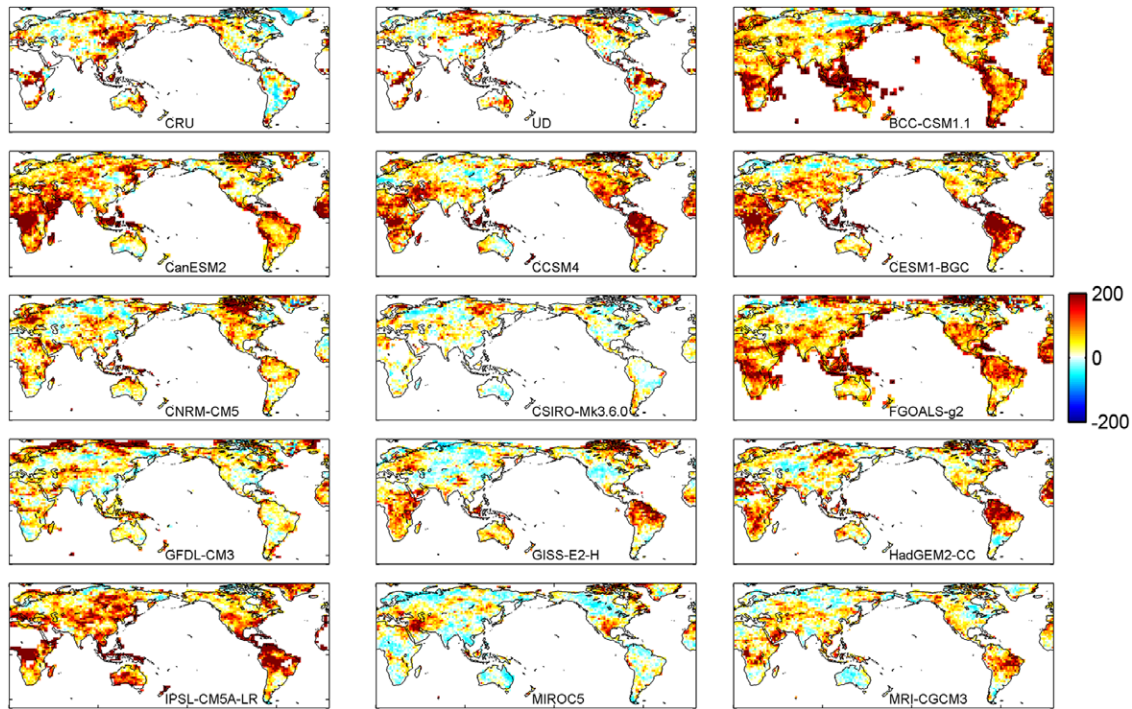 CRU
UD
BCC-CSM1.1
CanESM2
CCSM4
CESM1-BGC
CNRM-CM5
CSIRO-Mk3.6.0
FGOALS-g2
200
0
-200
GFDL-CM3
GISS-E2-H
HadGEM2-CC
IPSL-CM5A-LR
MIROC5
MRI-CGCM3